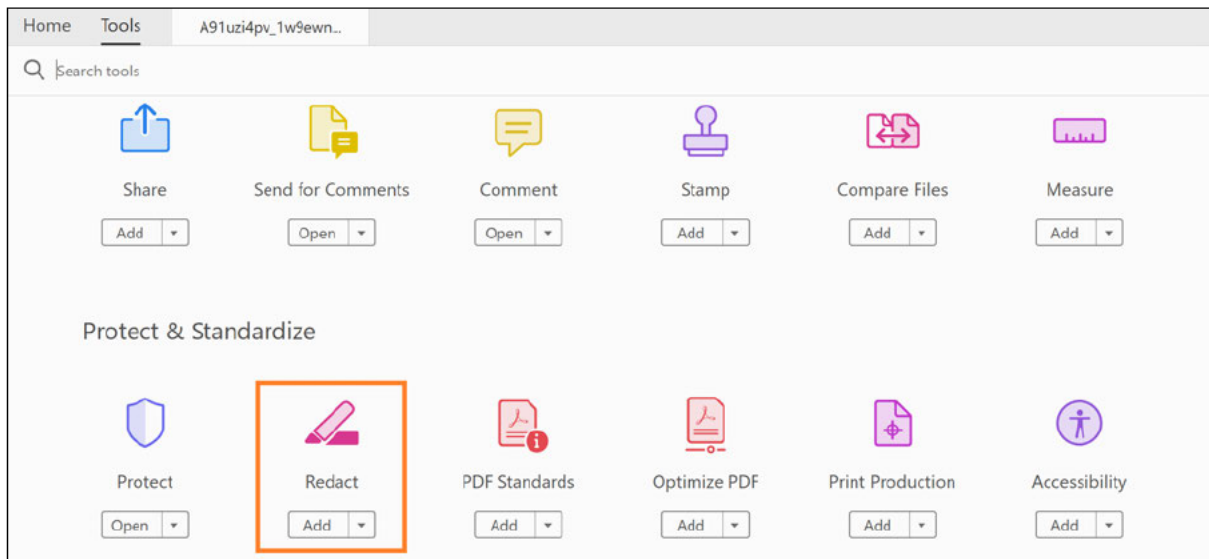 Home Tools A91uzi4pv_1w9ewn...
Search tools
Share Send for Comments Comment Stamp Compare Files Measure
Add Open Open Add Add Add
Protect & Standardize
Protect Redact PDF Standards Optimize PDF Print Production Accessibility
Open Add Add Add Add Add